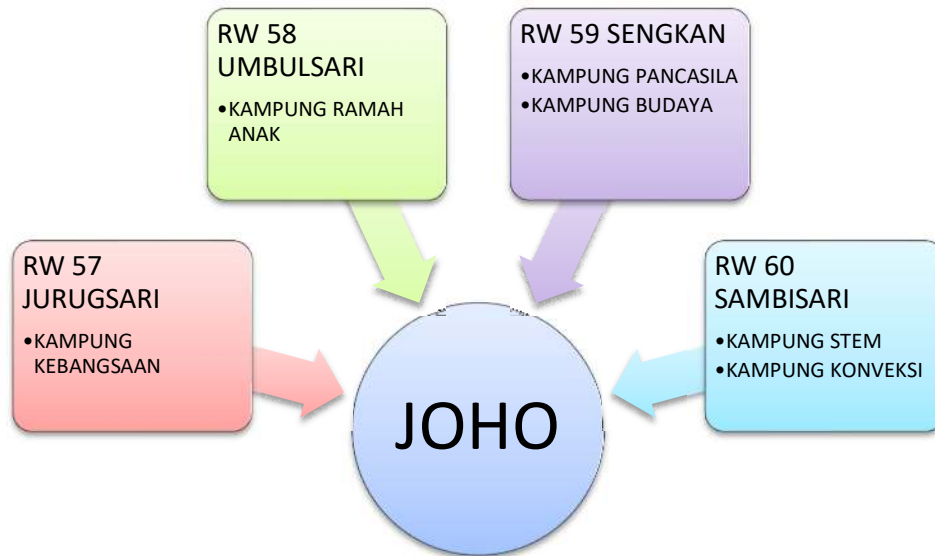 RW 58
UMBULSARI
•KAMPUNG RAMAH
ANAK
RW 59 SENGKAN
•KAMPUNG PANCASILA
•KAMPUNG BUDAYA
RW 57
JURUGSARI
•KAMPUNG
KEBANGSAAN
RW 60
SAMBISARI
•KAMPUNG STEM
•KAMPUNG KONVEKSI
JOHO